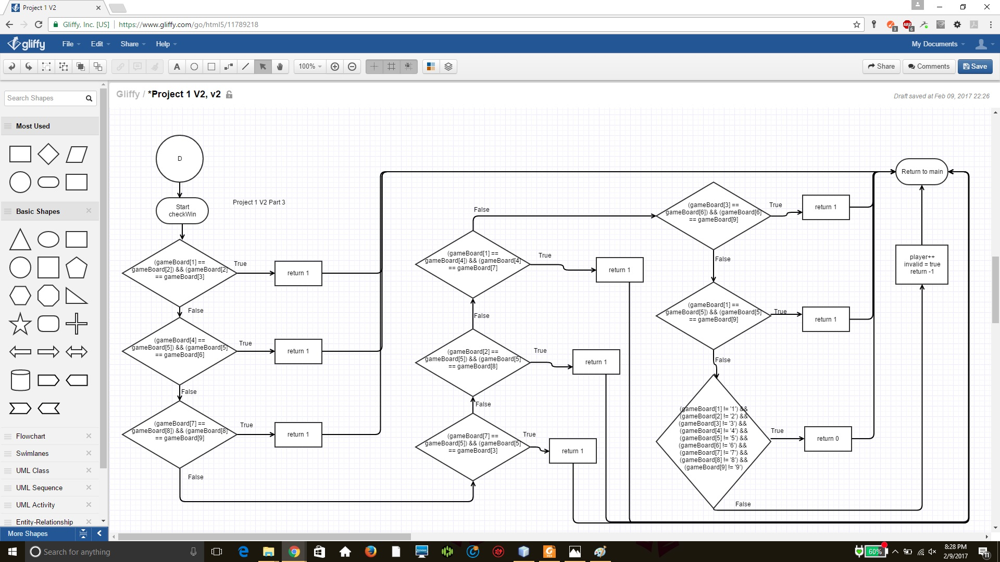 Project 1 V2
Gliffy, Inc. [US]
https://www.gliffy.com/go/html5/11789218
3
ABP
6
gliffy
File
Edit
Share
Help
My Documents
A
100%
Share
Comments
Save
Search Shapes
Gliffy / *Project 1 V2, v2
Draft saved at Feb 09, 2017 22:26
Most Used
Basic Shapes
Flowchart
Swimlanes
UML Class
UML Sequence
UML Activity
Entity-Relationship
More Shapes
D
Start
checkWin
Project 1 V2 Part 3
(gameBoard[1] ==
gameBoard[2]) && (gameBoard[2]
== gameBoard[3]
True
return 1
False
(gameBoard[4] ==
gameBoard[5]) && (gameBoard[5]
== gameBoard[6]
True
return 1
False
(gameBoard[7] ==
gameBoard[8]) && (gameBoard[8]
== gameBoard[9]
True
return 1
False
(gameBoard[7] ==
gameBoard[5]) && (gameBoard[5]
== gameBoard[3]
True
return 1
False
(gameBoard[2] ==
gameBoard[5]) && (gameBoard[5]
== gameBoard[8]
True
return 1
False
(gameBoard[1] ==
gameBoard[4]) && (gameBoard[4]
== gameBoard[7]
True
return 1
False
(gameBoard[3] ==
gameBoard[6]) && (gameBoard[6]
== gameBoard[9]
True
return 1
False
(gameBoard[1] ==
gameBoard[5]) && (gameBoard[5]
== gameBoard[9]
True
return 1
False
(gameBoard[1] != '1') &&
(gameBoard[2] != '2') &&
(gameBoard[3] != '3') &&
(gameBoard[4] != '4') &&
(gameBoard[5] != '5') &&
(gameBoard[6] != '6') &&
(gameBoard[7] != '7') &&
(gameBoard[8] != '8') &&
(gameBoard[9] != '9')
True
return 0
False
player++
invalid = true
return -1
Return to main
Search for anything
60%
8:28 PM
2/9/2017
11